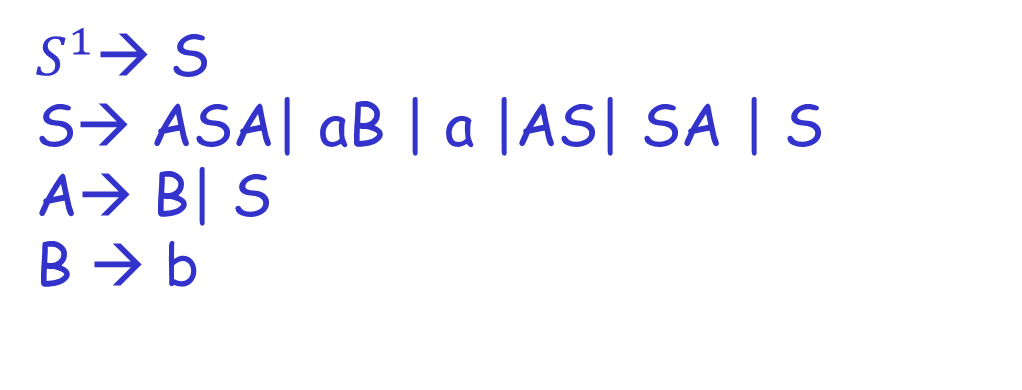 S¹→ S
S→ ASA| aB | a |AS| SA | S
A→ B| S
B → b